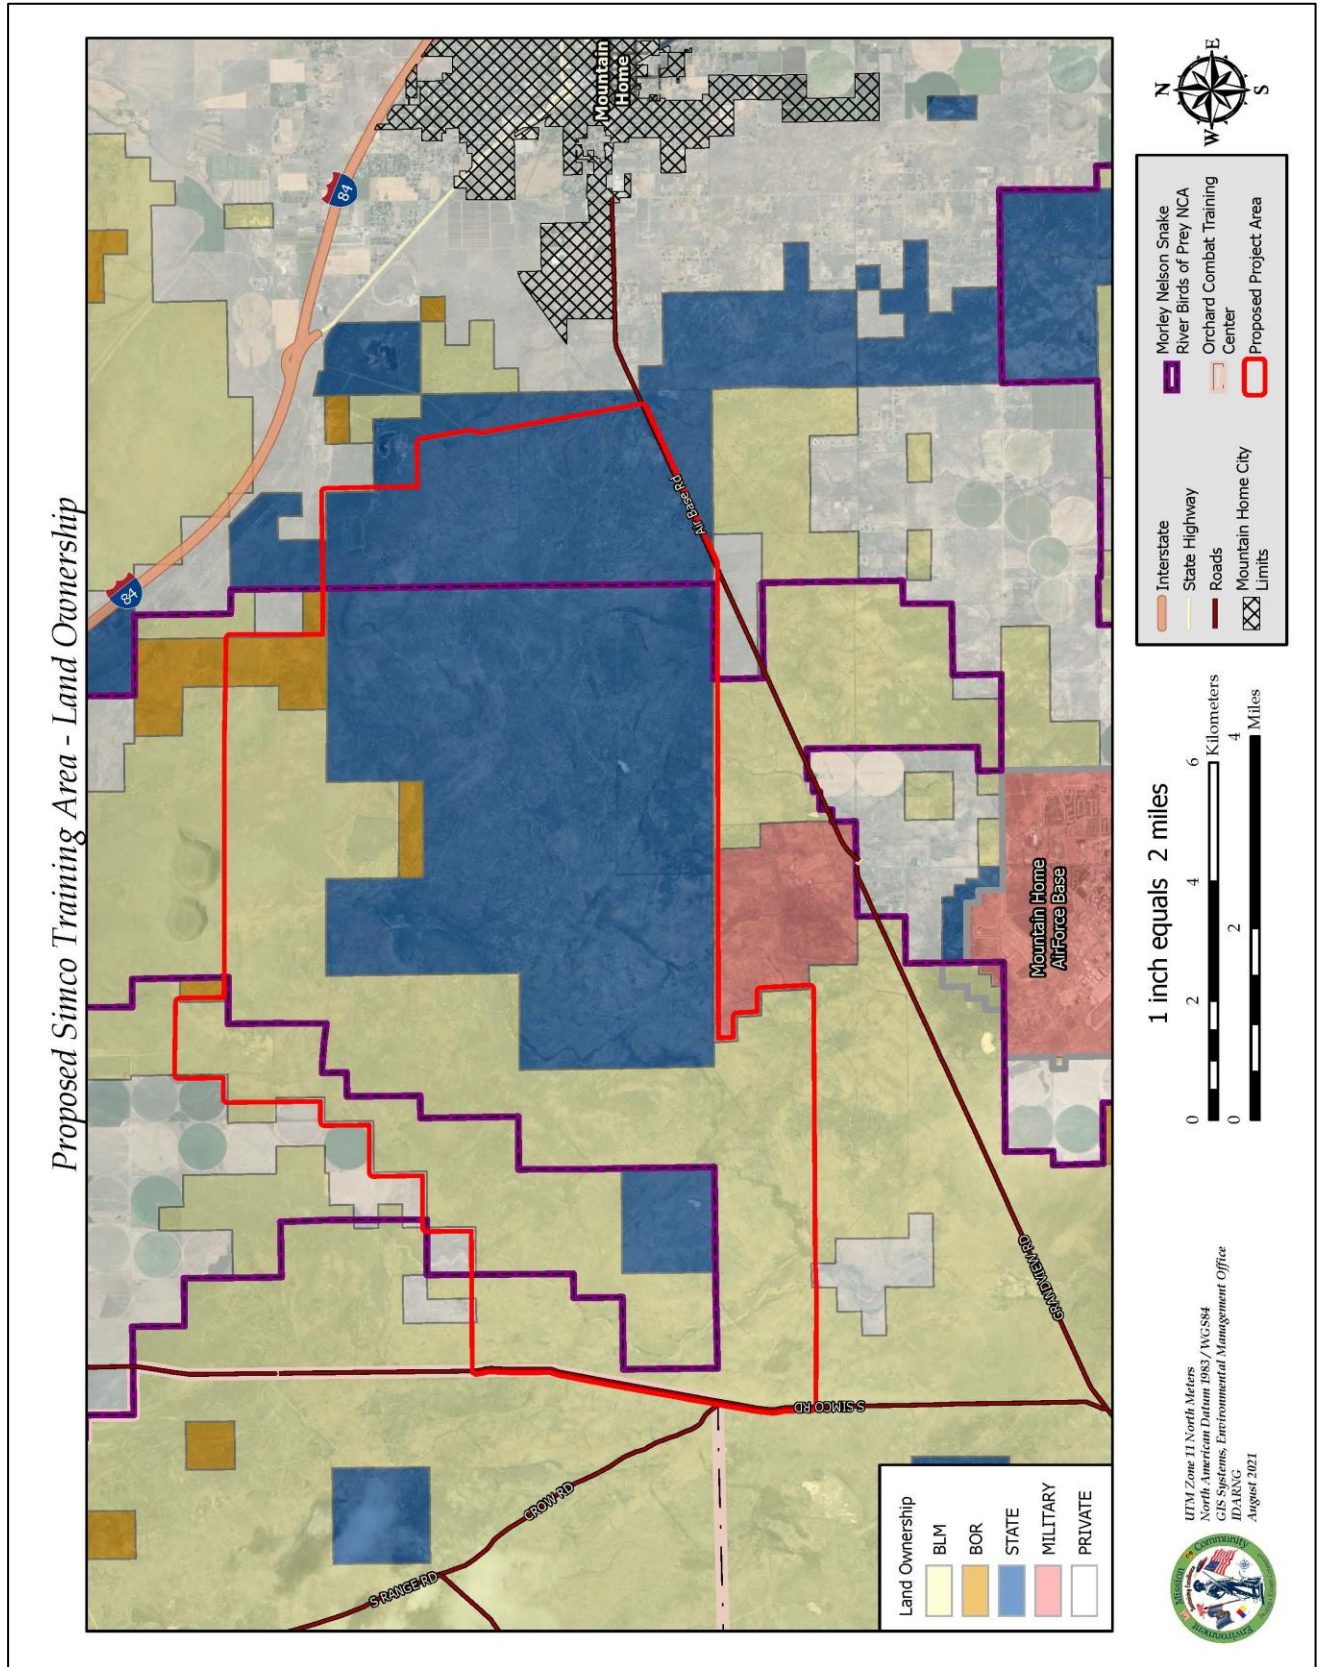 Proposed Simco Training Area - Land Ownership
84
84
Mountain
Home
Air Base Rd
Mountain Home
AirForce Base
GRANDVIEW RD
S SIMCO RD
CROW RD
S RANGE RD
Land Ownership
BLM
BOR
STATE
MILITARY
PRIVATE
Mission
Community
Environment
UTM Zone 11 North Meters
North American Datum 1983 / WGS84
GIS Systems, Environmental Management Office
IDARNG
August 2021
1 inch equals 2 miles
0 2 4 6
Kilometers
0 2 4
Miles
Interstate
State Highway
Roads
Mountain Home City
Limits
Morley Nelson Snake
River Birds of Prey NCA
Orchard Combat Training
Center
Proposed Project Area
N
W E
S